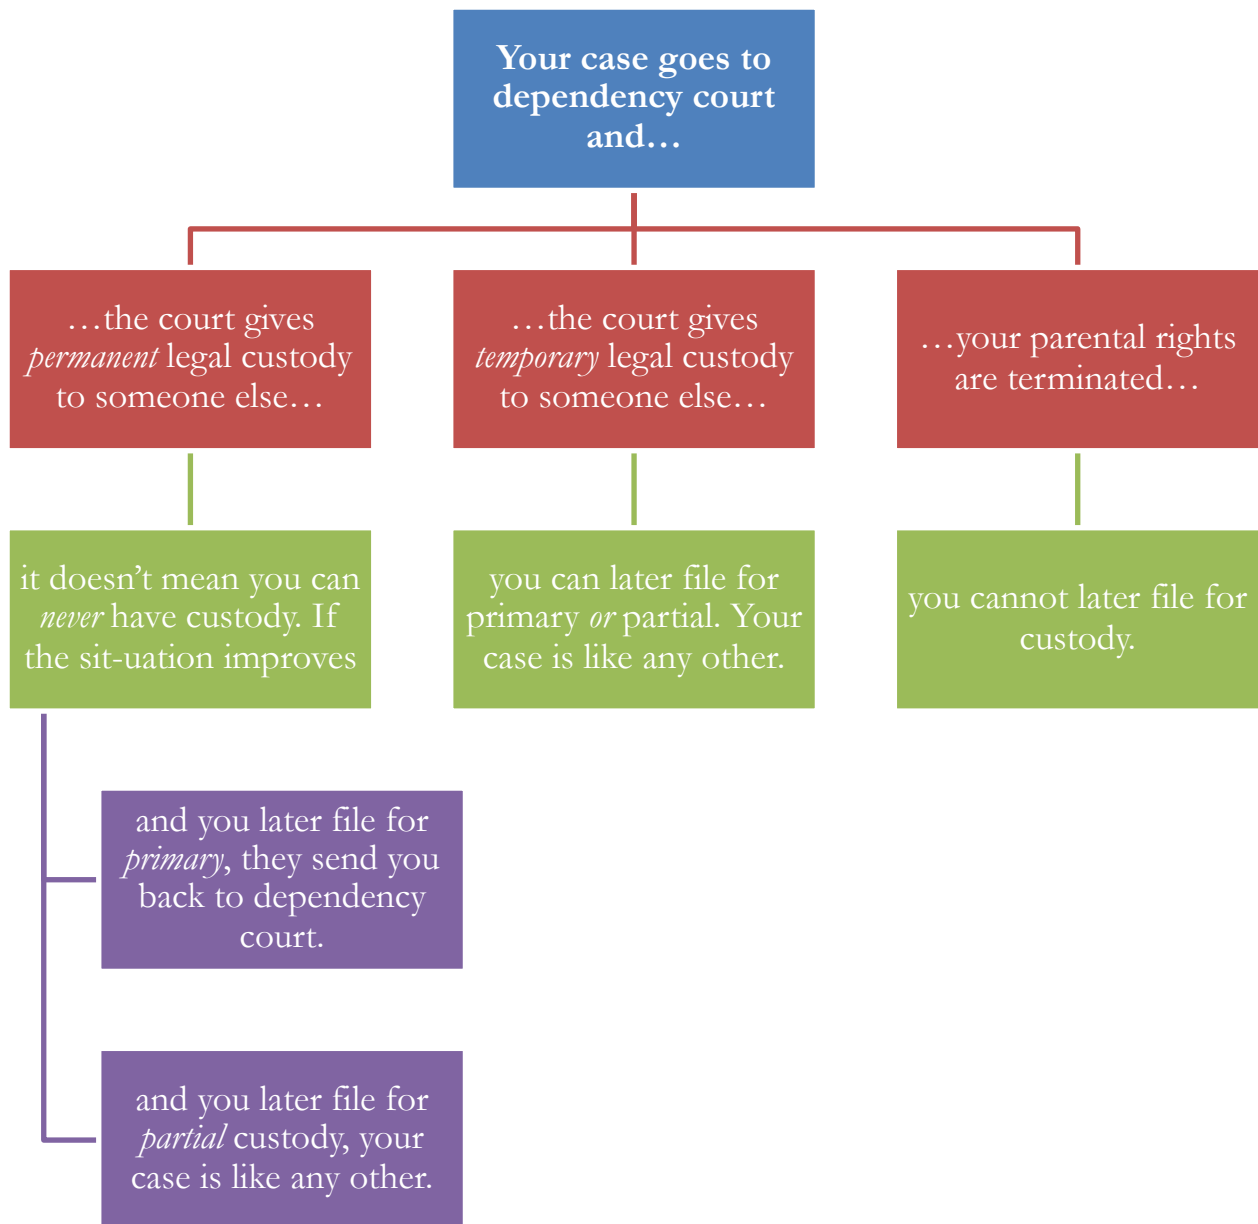 Your case goes to
dependency court
and…
…the court gives
permanent legal custody
to someone else…
…the court gives
temporary legal custody
to someone else…
…your parental rights
are terminated…
it doesn’t mean you can
never have custody. If
the sit-uation improves
you can later file for
primary or partial. Your
case is like any other.
you cannot later file for
custody.
and you later file for
primary, they send you
back to dependency
court.
and you later file for
partial custody, your
case is like any other.